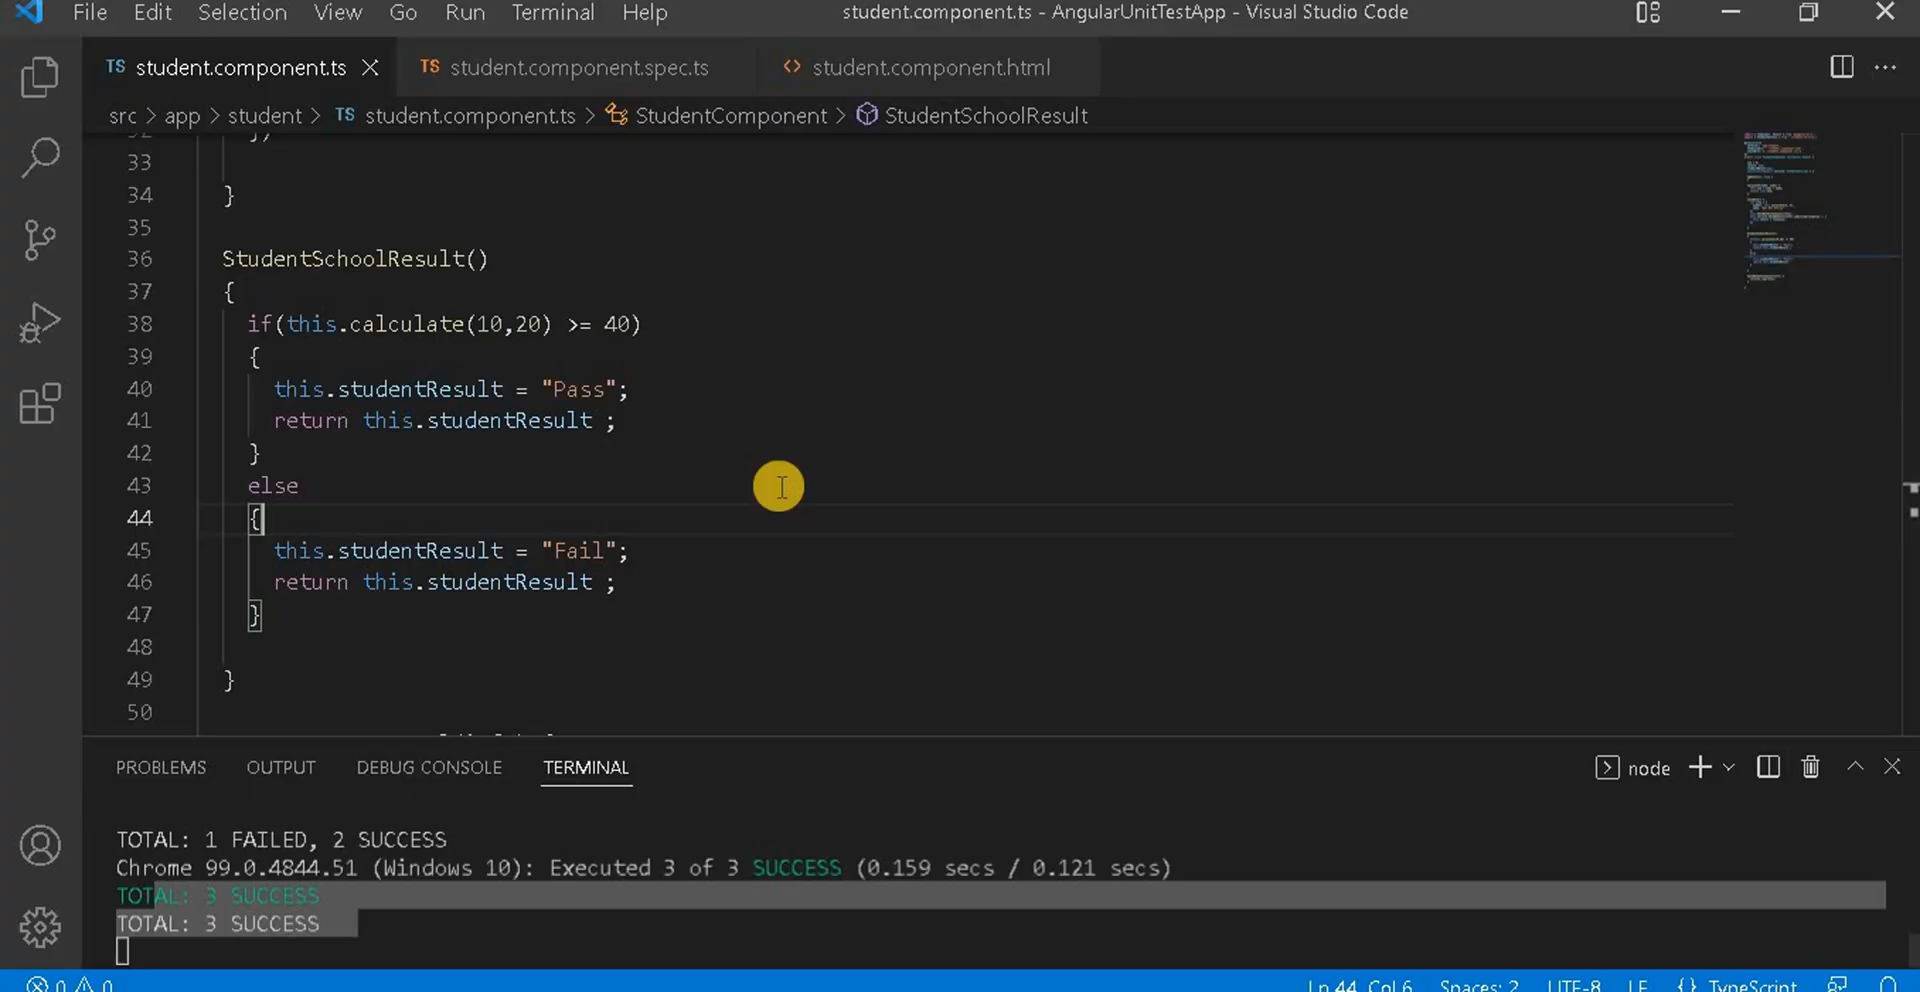 File Edit Selection View Go Run Terminal Help student.component.ts - AngularUnitTestApp - Visual Studio Code
TS student.component.ts TS student.component.spec.ts <> student.component.html
src > app > student > TS student.component.ts > StudentComponent > StudentSchoolResult
33
34 }
35
36 StudentSchoolResult()
37 {
38 if(this.calculate(10,20) >= 40)
39 {
40 this.studentResult = "Pass";
41 return this.studentResult ;
42 }
43 else
44 {
45 this.studentResult = "Fail";
46 return this.studentResult ;
47 }
48
49 }
50
PROBLEMS OUTPUT DEBUG CONSOLE TERMINAL node
TOTAL: 1 FAILED, 2 SUCCESS
Chrome 99.0.4844.51 (Windows 10): Executed 3 of 3 SUCCESS (0.159 secs / 0.121 secs)
TOTAL: 3 SUCCESS
TOTAL: 3 SUCCESS
0 0 Ln 44, Col 6 Spaces: 2 UTF-8 LF {} TypeScript